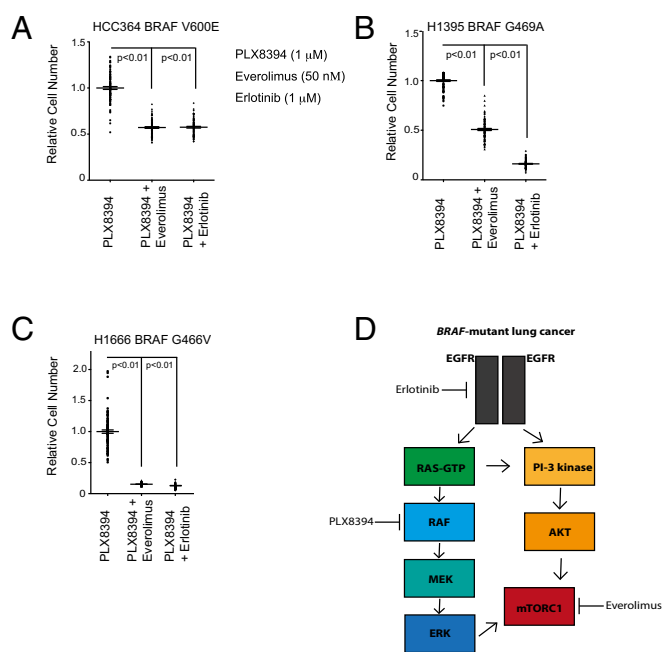 A
HCC364 BRAF V600E
Relative Cell Number
1.5
1.0
0.5
0
p<0.01
p<0.01
PLX8394
PLX8394 +
Everolimus
PLX8394
+ Erlotinib
PLX8394 (1 μM)
Everolimus (50 nM)
Erlotinib (1 μM)
B
H1395 BRAF G469A
Relative Cell Number
1.5
1.0
0.5
0
p<0.01
p<0.01
PLX8394
PLX8394 +
Everolimus
PLX8394
+ Erlotinib
C
H1666 BRAF G466V
Relative Cell Number
2.0
1.5
1.0
0.5
0
p<0.01
p<0.01
PLX8394
PLX8394 +
Everolimus
PLX8394
+ Erlotinib
D
BRAF-mutant lung cancer
EGFR
EGFR
Erlotinib
RAS-GTP
PI-3 kinase
PLX8394
RAF
AKT
MEK
mTORC1
Everolimus
ERK